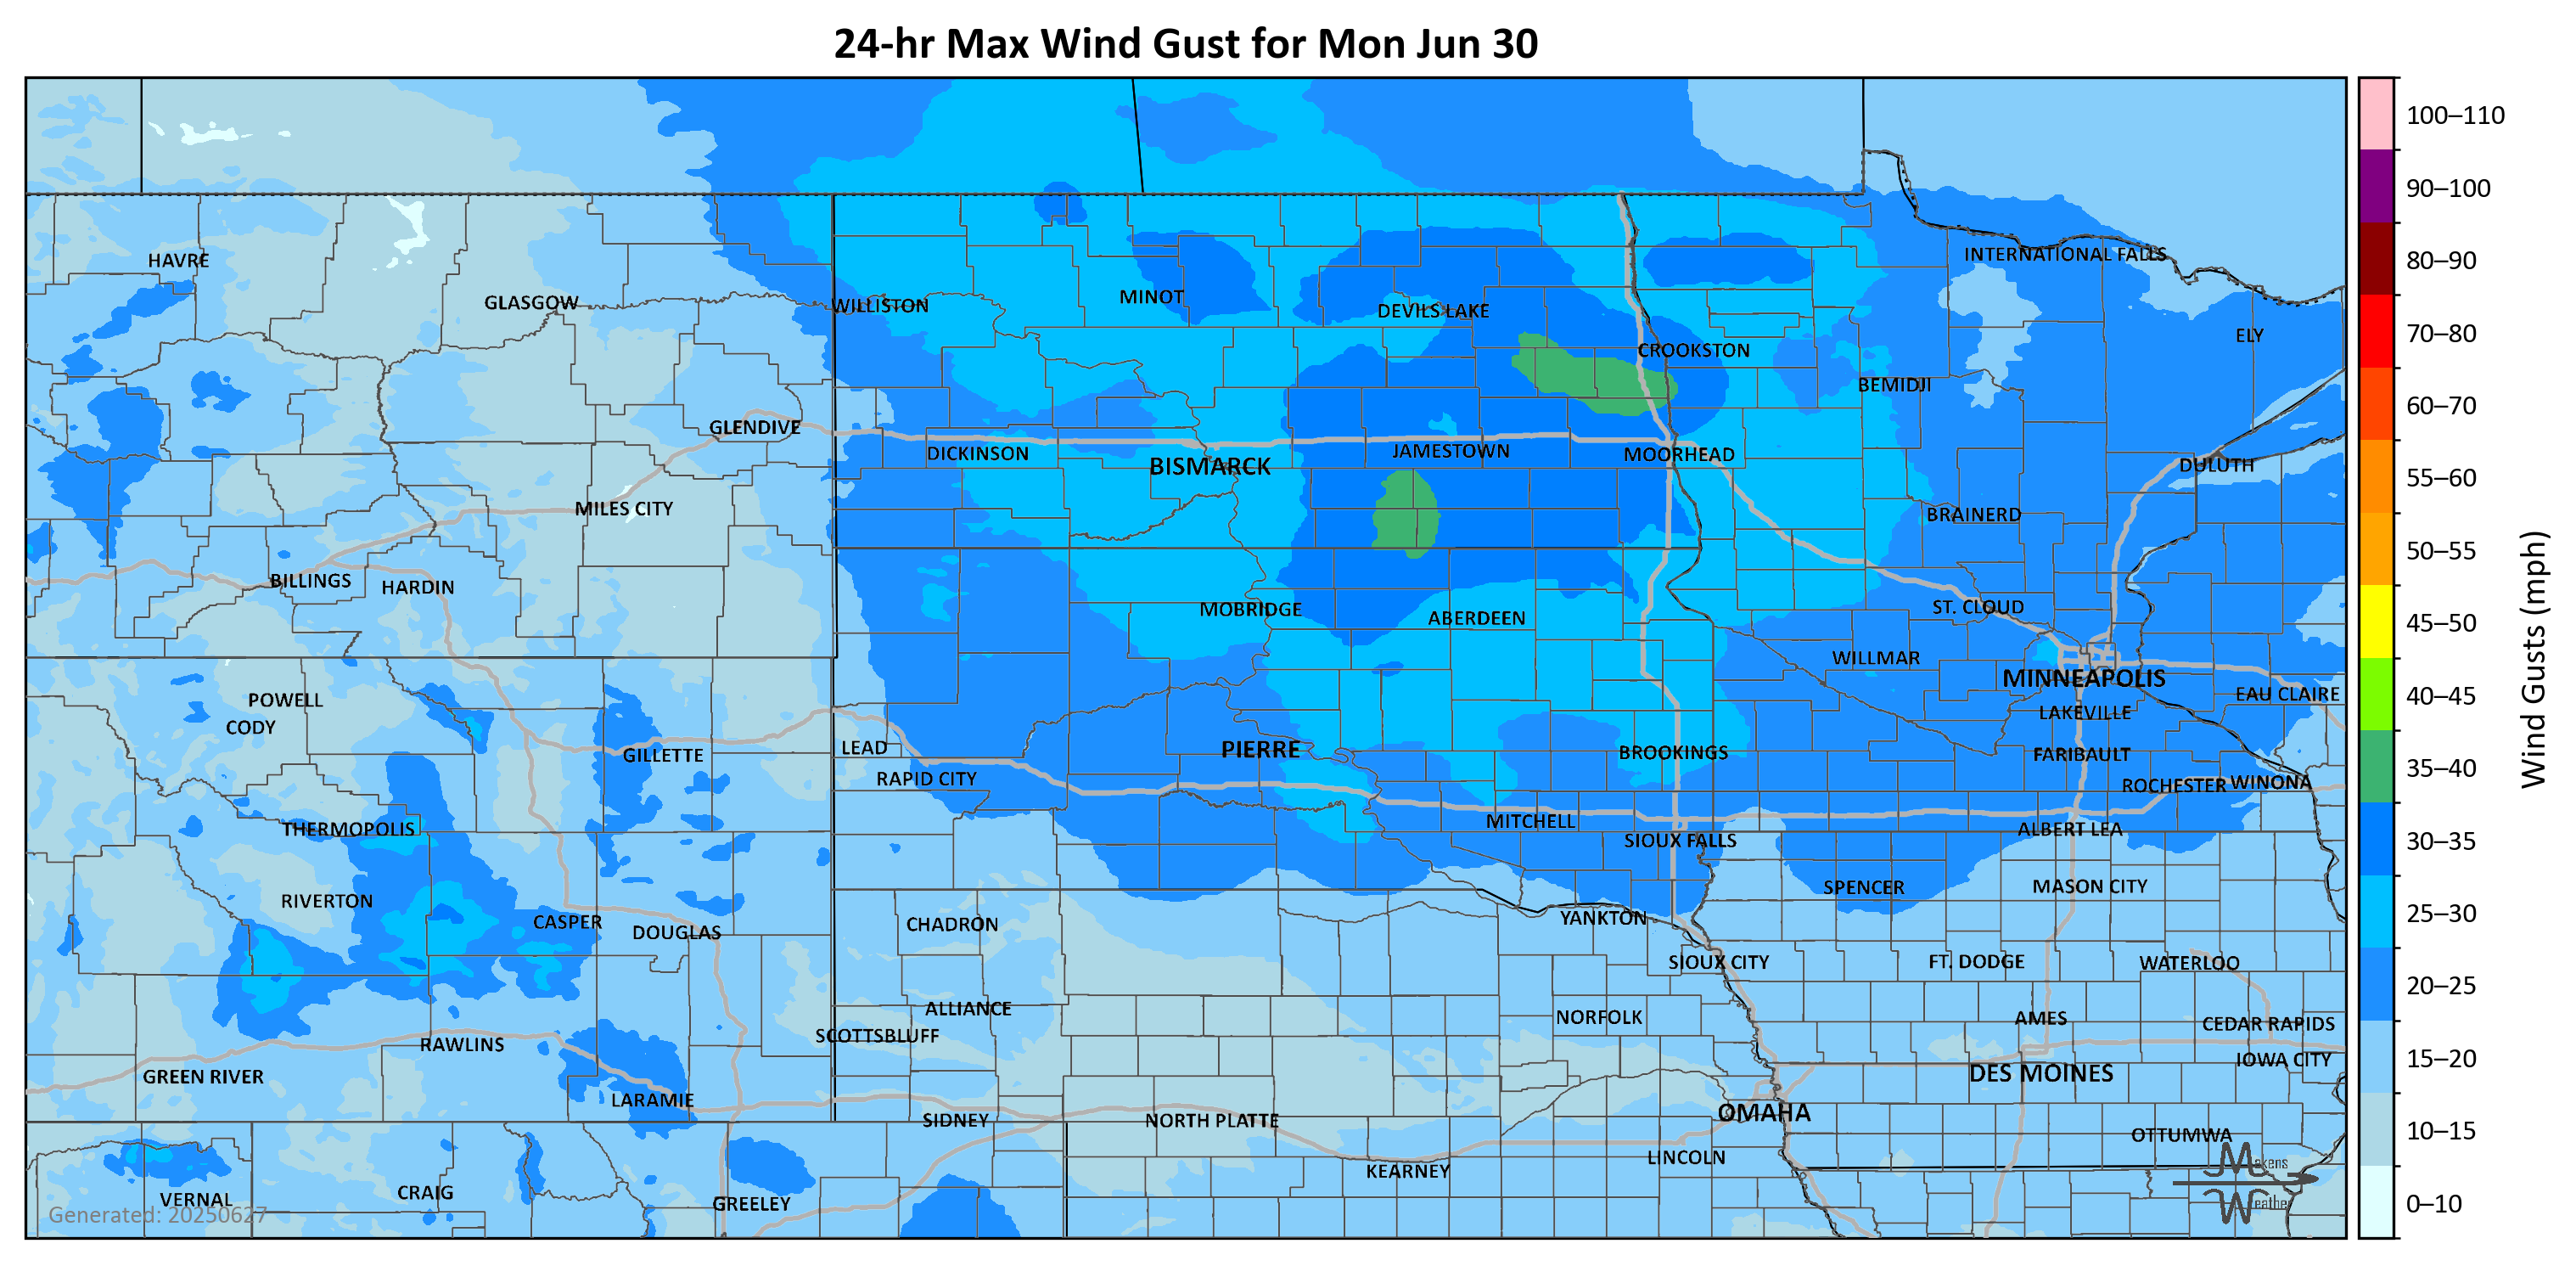 24-hr Max Wind Gust for Mon Jun 30
100–110
90–100
80–90
70–80
60–70
55–60
50–55
45–50
40–45
35–40
30–35
25–30
20–25
15–20
10–15
0–10
Wind Gusts (mph)
HAVRE
GLASGOW
WILLISTON
MINOT
DEVILS LAKE
INTERNATIONAL FALLS
ELY
CROOKSTON
BEMIDJI
GLENDIVE
DICKINSON
BISMARCK
JAMESTOWN
MOORHEAD
DULUTH
MILES CITY
BRAINERD
BILLINGS
HARDIN
MOBRIDGE
ABERDEEN
ST. CLOUD
WILLMAR
MINNEAPOLIS
EAU CLAIRE
POWELL
CODY
LAKEVILLE
GILLETTE
LEAD
PIERRE
BROOKINGS
FARIBAULT
RAPID CITY
ROCHESTER
WINONA
THERMOPOLIS
MITCHELL
SIOUX FALLS
ALBERT LEA
RIVERTON
SPENCER
MASON CITY
CASPER
DOUGLAS
CHADRON
YANKTON
SIOUX CITY
FT. DODGE
WATERLOO
ALLIANCE
NORFOLK
AMES
CEDAR RAPIDS
SCOTTSBLUFF
RAWLINS
IOWA CITY
GREEN RIVER
DES MOINES
LARAMIE
SIDNEY
NORTH PLATTE
OMAHA
OTTUMWA
LINCOLN
KEARNEY
VERNAL
CRAIG
GREELEY
Makens
Weather
Generated: 20250627